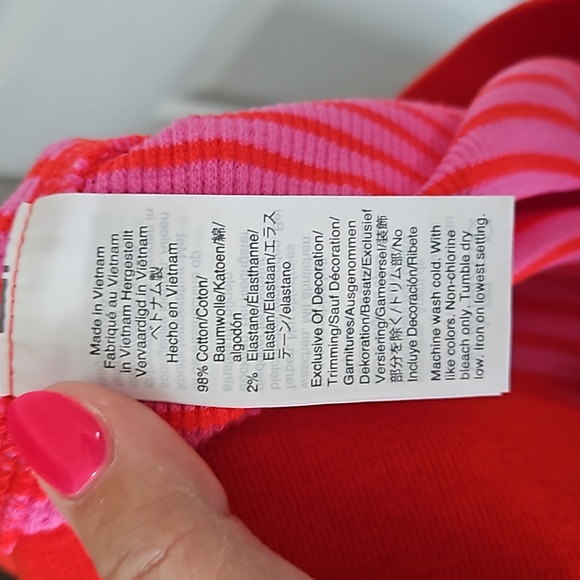 Made in Vietnam
Fabriqué au Vietnam
In Vietnam Hergestellt
Vervaardigd in Vietnam
ベトナム製
Hecho en Vietnam
98% Cotton/Coton/
Baumwolle/Katoen/綿/
algodón
2% Elastane/Élasthanne/
Elastan/Elastaan/エラス
テーン/elastano
Exclusive Of Decoration/
Trimming/Sauf Décoration/
Garnitures/Ausgenommen
Dekoration/Besatz/Exclusief
Versiering/Garneersel/装飾
部分を除く/トリム部/No
Incluye Decoración/Ribete
Machine wash cold. With
like colors. Non-chlorine
bleach only. Tumble dry
low. Iron on lowest setting.